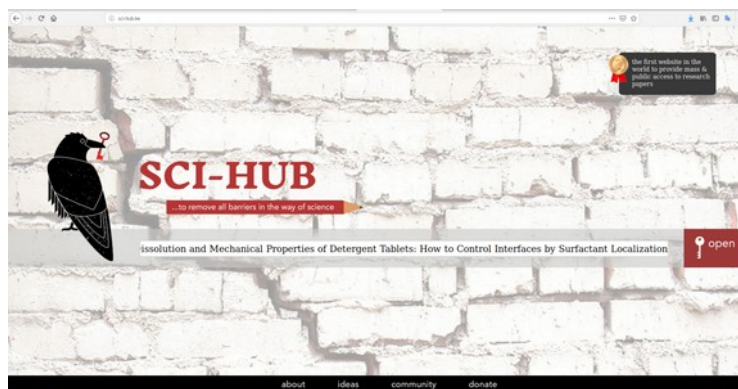 sci-hub.tw
the first website in the
world to provide mass &
public access to research
papers
SCI-HUB
...to remove all barriers in the way of science
issolution and Mechanical Properties of Detergent Tablets: How to Control Interfaces by Surfactant Localization
open
about ideas community donate